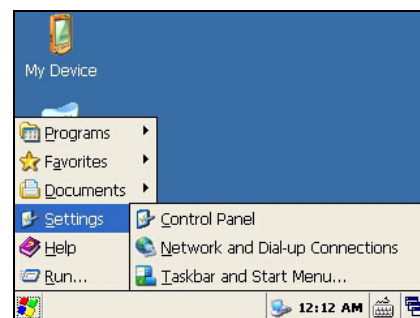 My Device
Programs
Favorites
Documents
Settings
Help
Run...
Control Panel
Network and Dial-up Connections
Taskbar and Start Menu...
12:12 AM